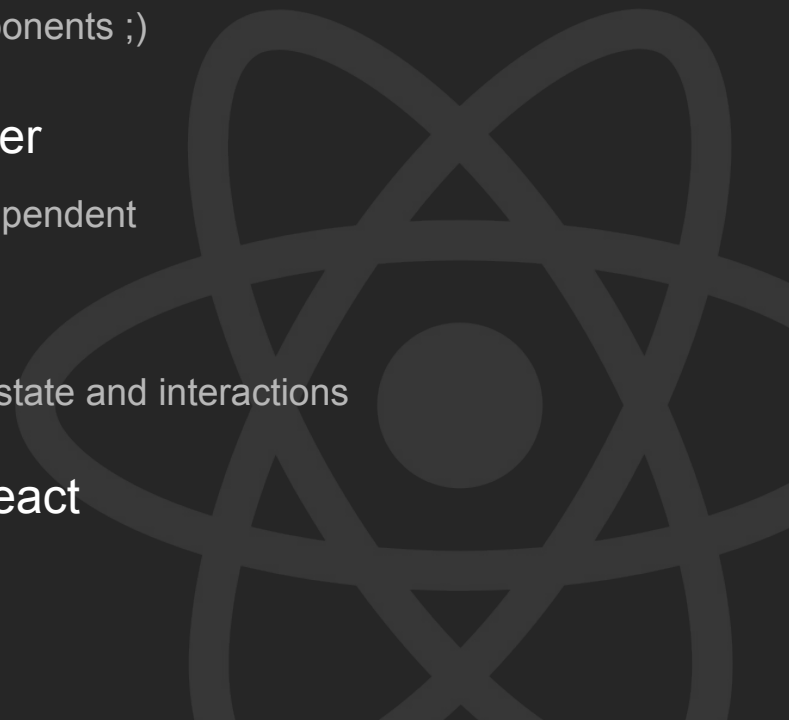 onents ;)
er
pendent
state and interactions
eact